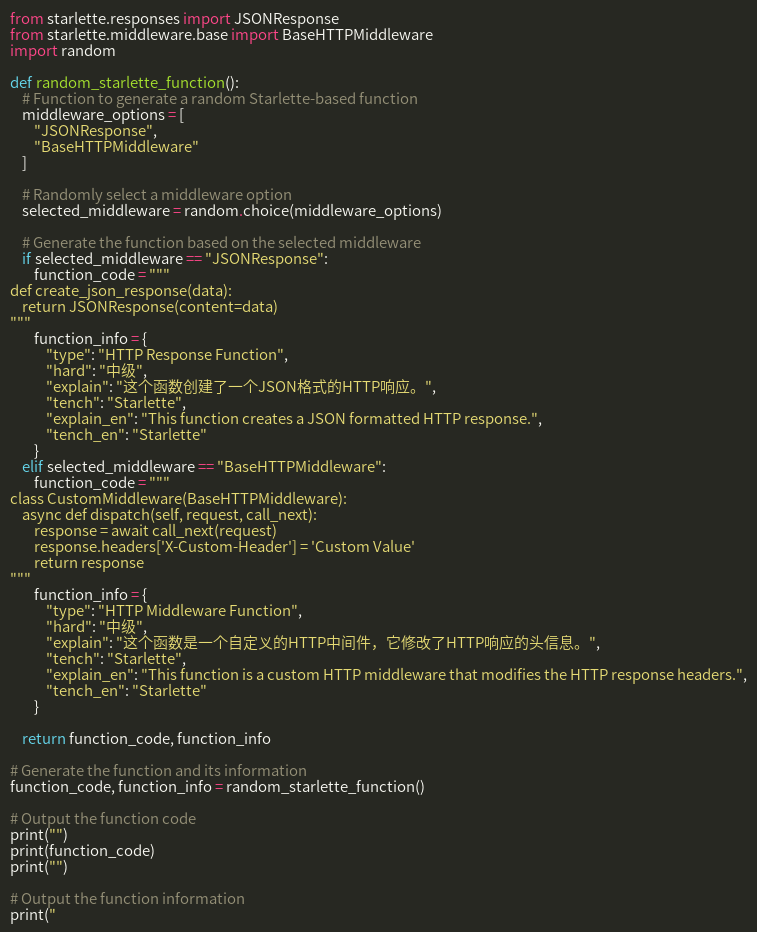 from starlette.responses import JSONResponse
from starlette.middleware.base import BaseHTTPMiddleware
import random

def random_starlette_function():
    # Function to generate a random Starlette-based function
    middleware_options = [
        "JSONResponse",
        "BaseHTTPMiddleware"
    ]

    # Randomly select a middleware option
    selected_middleware = random.choice(middleware_options)

    # Generate the function based on the selected middleware
    if selected_middleware == "JSONResponse":
        function_code = """
def create_json_response(data):
    return JSONResponse(content=data)
"""
        function_info = {
            "type": "HTTP Response Function",
            "hard": "中级",
            "explain": "这个函数创建了一个JSON格式的HTTP响应。",
            "tench": "Starlette",
            "explain_en": "This function creates a JSON formatted HTTP response.",
            "tench_en": "Starlette"
        }
    elif selected_middleware == "BaseHTTPMiddleware":
        function_code = """
class CustomMiddleware(BaseHTTPMiddleware):
    async def dispatch(self, request, call_next):
        response = await call_next(request)
        response.headers['X-Custom-Header'] = 'Custom Value'
        return response
"""
        function_info = {
            "type": "HTTP Middleware Function",
            "hard": "中级",
            "explain": "这个函数是一个自定义的HTTP中间件，它修改了HTTP响应的头信息。",
            "tench": "Starlette",
            "explain_en": "This function is a custom HTTP middleware that modifies the HTTP response headers.",
            "tench_en": "Starlette"
        }

    return function_code, function_info

# Generate the function and its information
function_code, function_info = random_starlette_function()

# Output the function code
print("")
print(function_code)
print("")

# Output the function information
print("